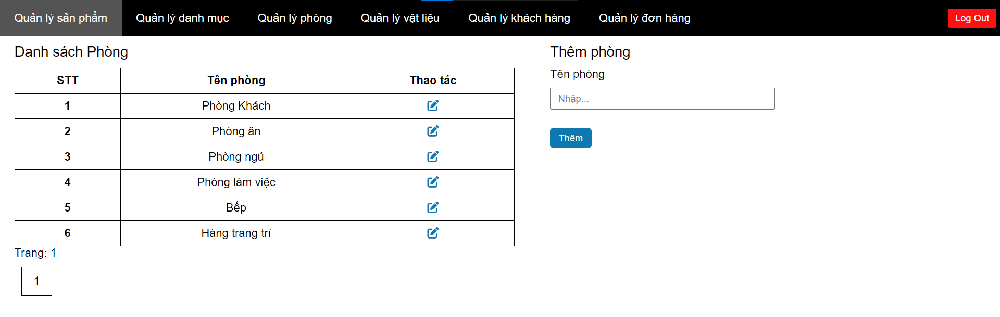 Quản lý sản phẩm Quản lý danh mục Quản lý phòng Quản lý vật liệu Quản lý khách hàng Quản lý đơn hàng Log Out
Danh sách Phòng
STT Tên phòng Thao tác
1 Phòng Khách
2 Phòng ăn
3 Phòng ngủ
4 Phòng làm việc
5 Bếp
6 Hàng trang trí
Trang: 1
1
Thêm phòng
Tên phòng
Nhập...
Thêm